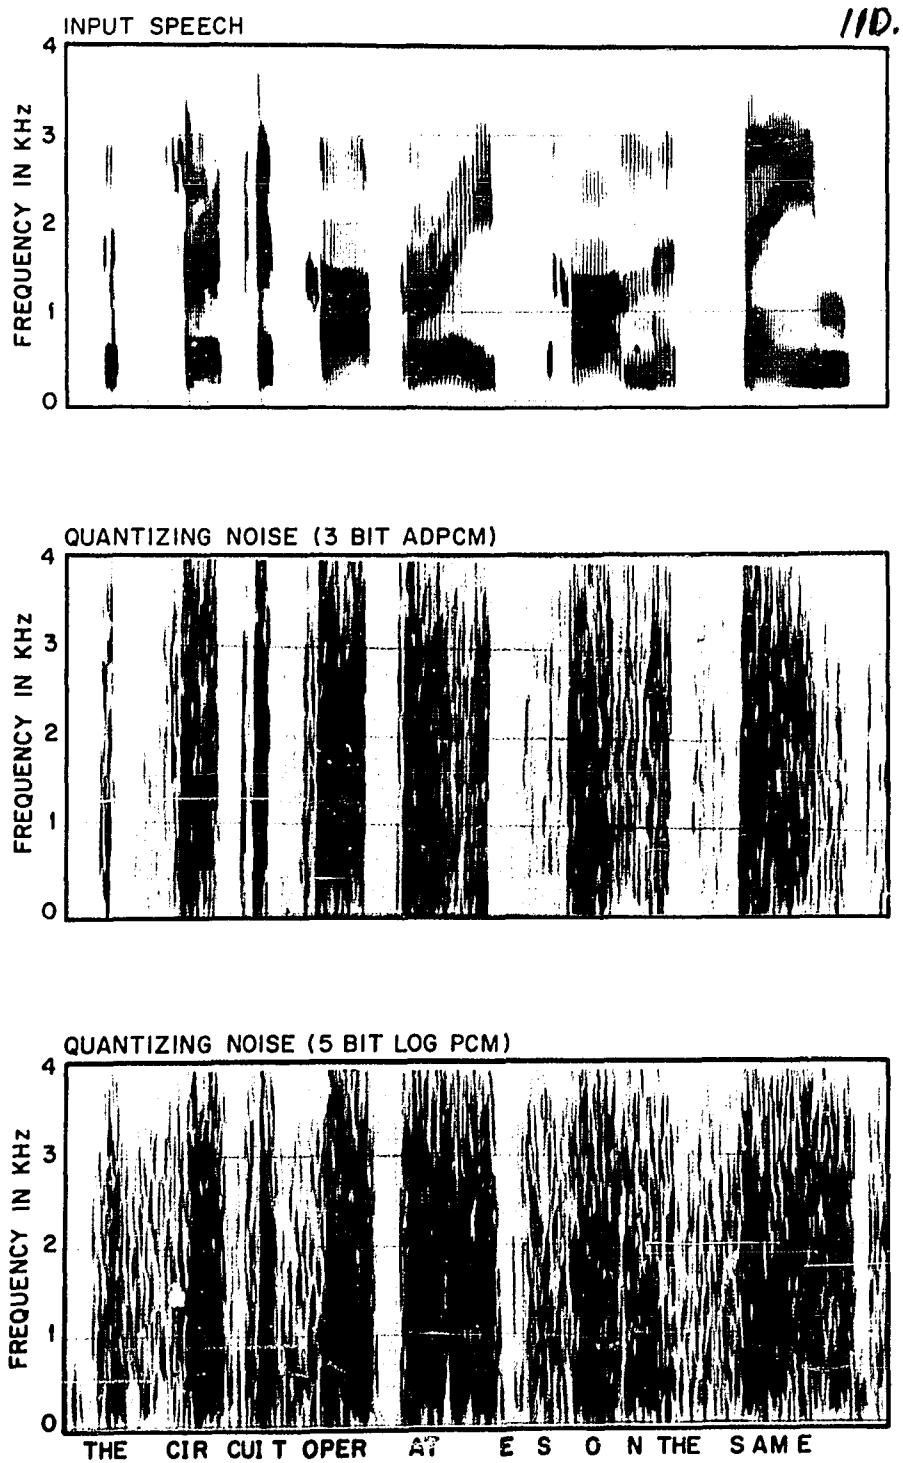 11D.
INPUT SPEECH
FREQUENCY IN KHz
4
3
2
1
0
QUANTIZING NOISE (3 BIT ADPCM)
FREQUENCY IN KHz
4
3
2
1
0
QUANTIZING NOISE (5 BIT LOG PCM)
FREQUENCY IN KHz
4
3
2
1
0
THE CIR CUI T OPER AT E S O N THE SAME